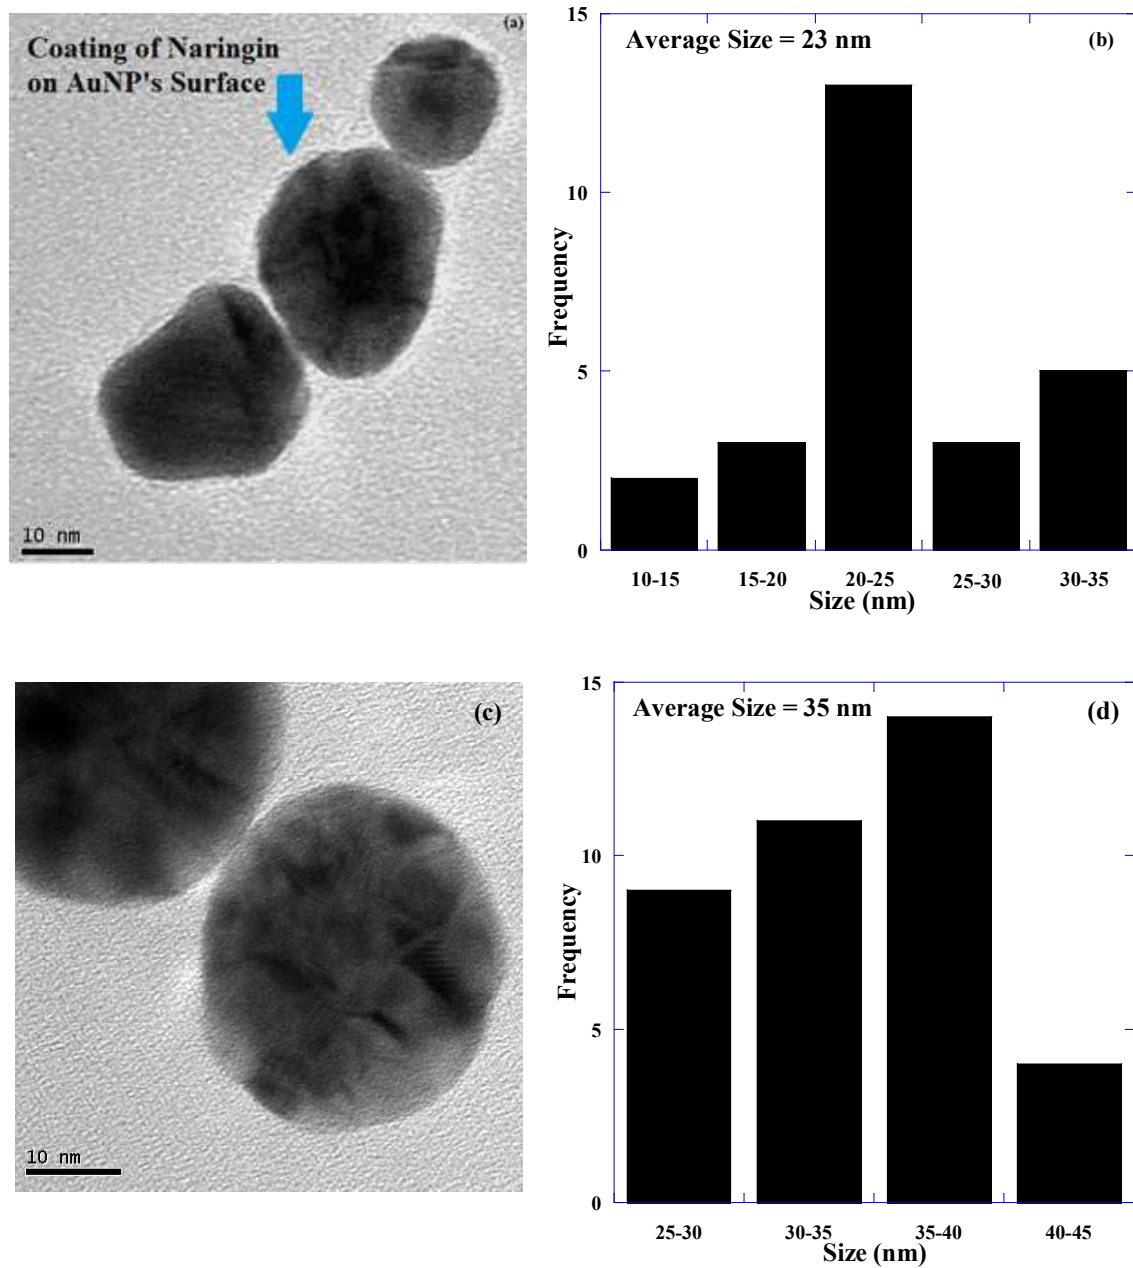 (a)
Coating of Naringin
on AuNP's Surface
10 nm
Average Size = 23 nm
(b)
15
10
5
0
Frequency
10-15 15-20 20-25 25-30 30-35
Size (nm)
(c)
10 nm
Average Size = 35 nm
(d)
15
10
5
0
Frequency
25-30 30-35 35-40 40-45
Size (nm)